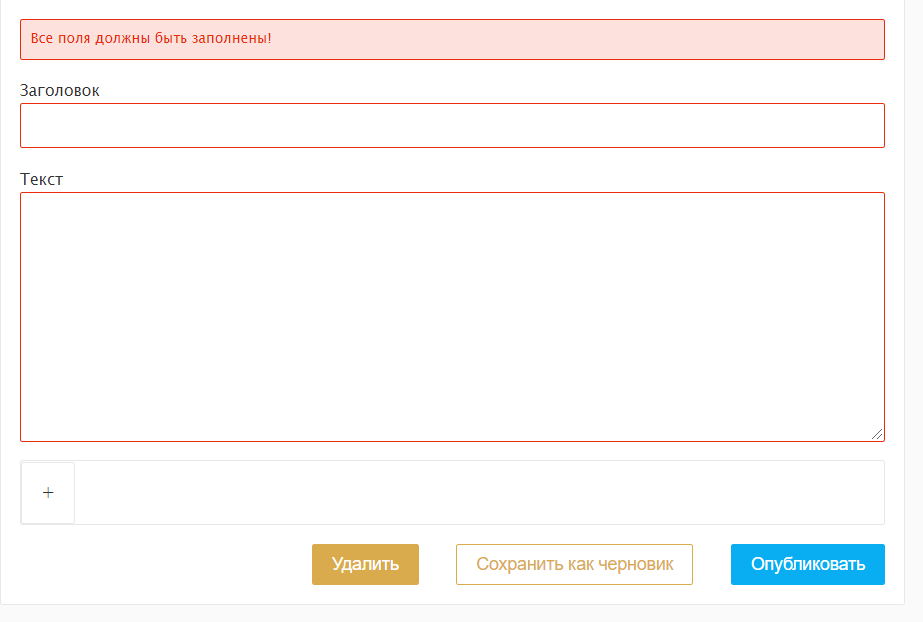 Все поля должны быть заполнены!
Заголовок
Текст
+
Удалить Сохранить как черновик Опубликовать